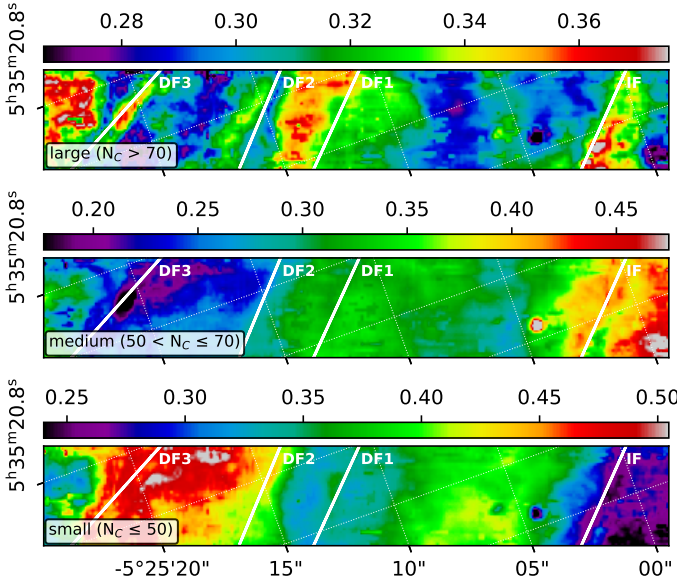 0.28 0.30 0.32 0.34 0.36
5ʰ35ᵐ20.8ˢ
DF3 DF2 DF1 IF
large (N_C > 70)
0.20 0.25 0.30 0.35 0.40 0.45
5ʰ35ᵐ20.8ˢ
DF3 DF2 DF1 IF
medium (50 < N_C ≤ 70)
0.25 0.30 0.35 0.40 0.45 0.50
5ʰ35ᵐ20.8ˢ
DF3 DF2 DF1 IF
small (N_C ≤ 50)
-5°25'20" 15" 10" 05" 00"